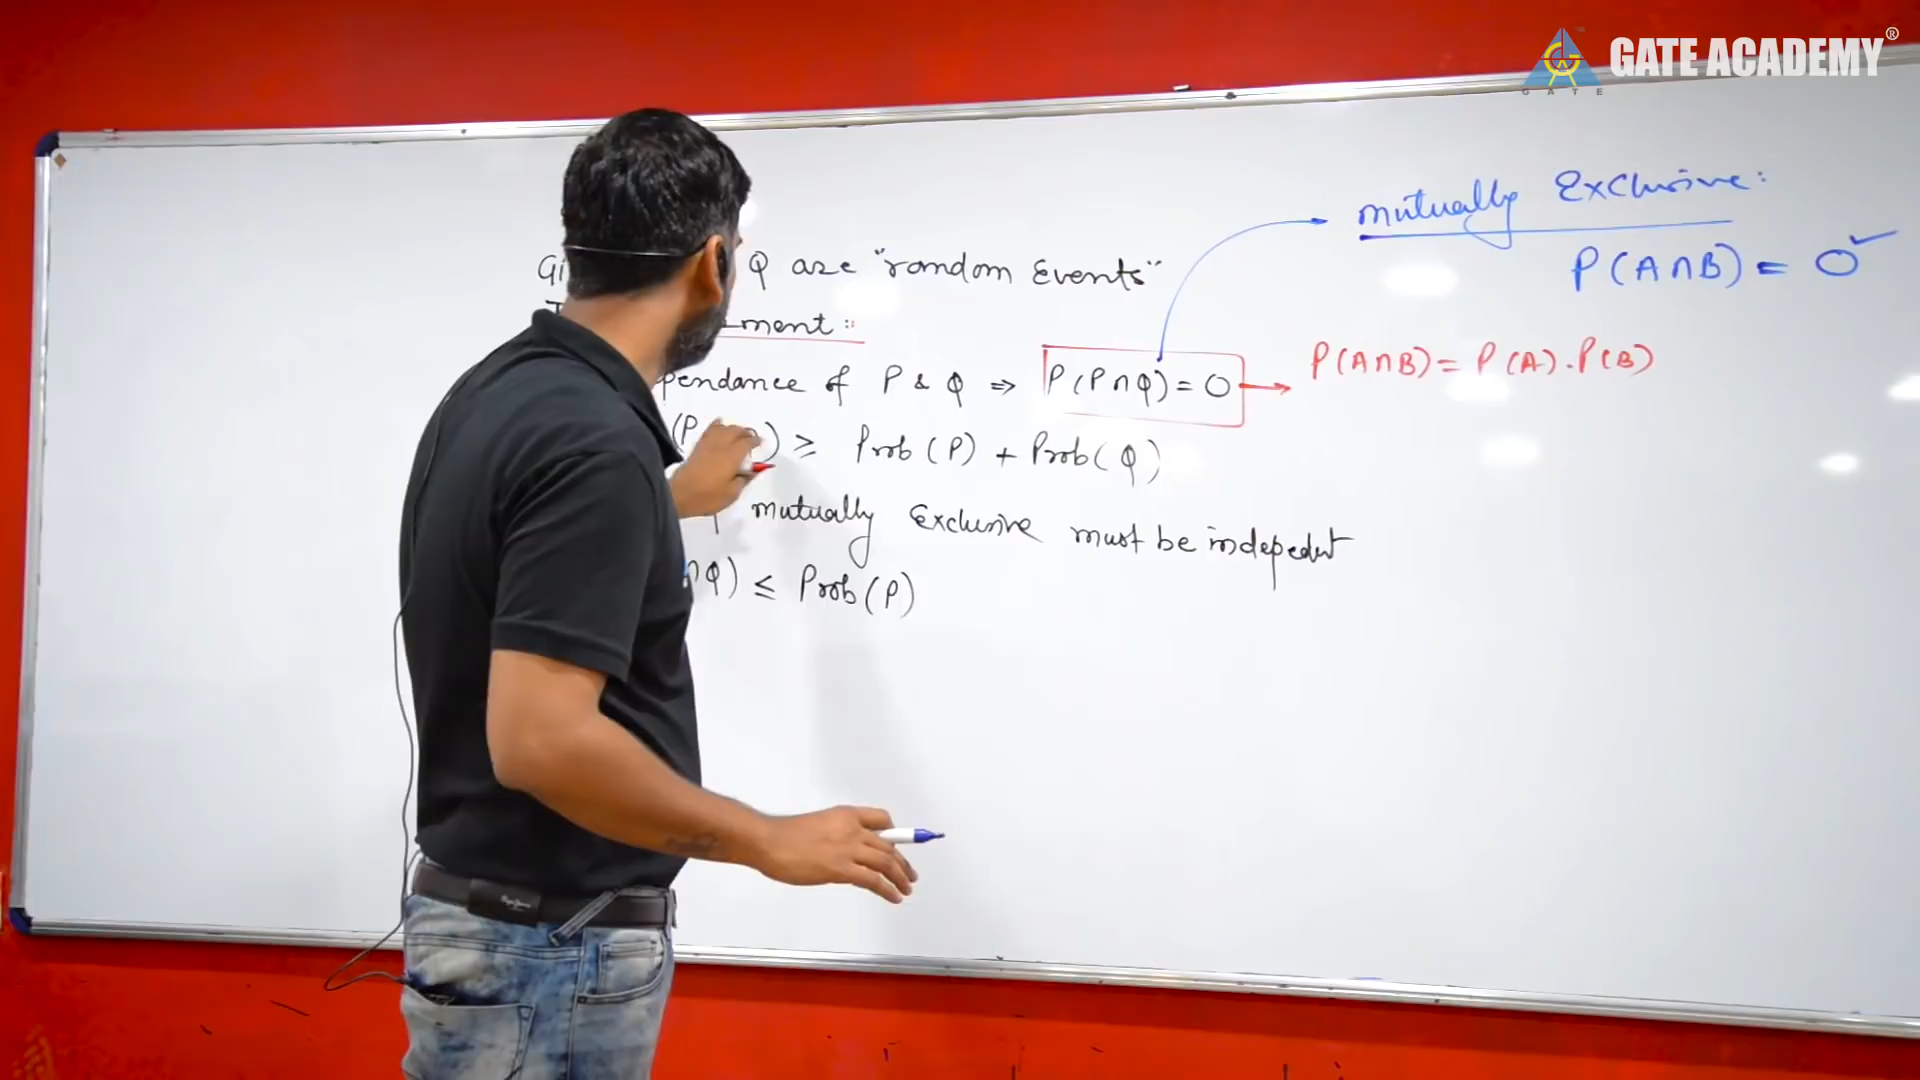 GATE ACADEMY®
GATE
mutually Exclusive:
P(A∩B) = 0 ✓
Q are "random Events"
ment :
pendance of P & Q ⇒ P(P∩Q) = 0 → P(A∩B) = P(A).P(B)
(P ) ≥ Prob(P) + Prob(Q)
mutually Exclusive must be indepedent
∩Q) ≤ Prob(P)